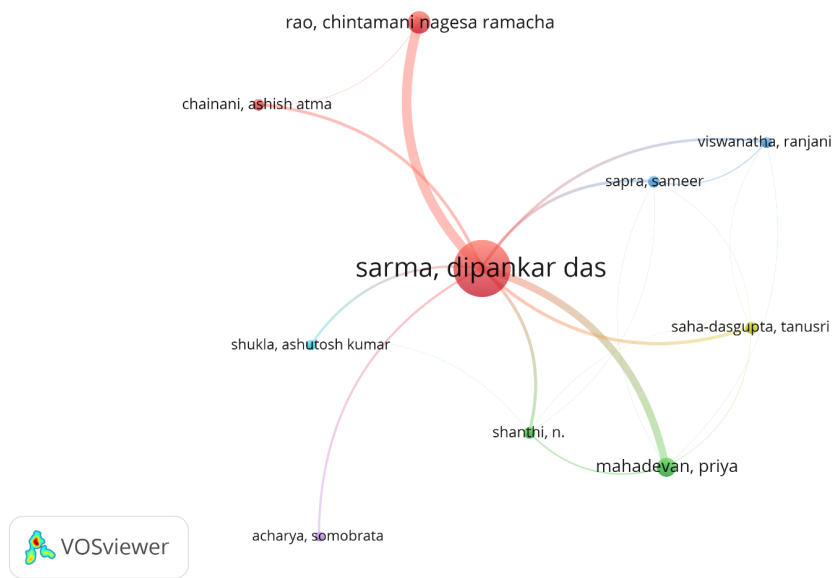 rao, chintamani nagesa ramacha
chainani, ashish atma
viswanatha, ranjani
sapra, sameer
sarma, dipankar das
saha-dasgupta, tanusri
shukla, ashutosh kumar
shanthi, n.
mahadevan, priya
acharya, somobrata
VOSviewer